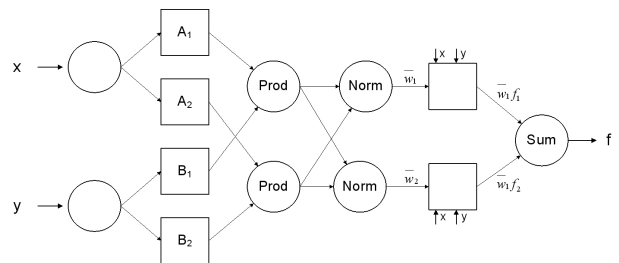 x
y
A₁
A₂
B₁
B₂
Prod
Prod
Norm
Norm
w̅₁
w̅₂
x y
x y
w̅₁f₁
w̅₁f₂
Sum
f